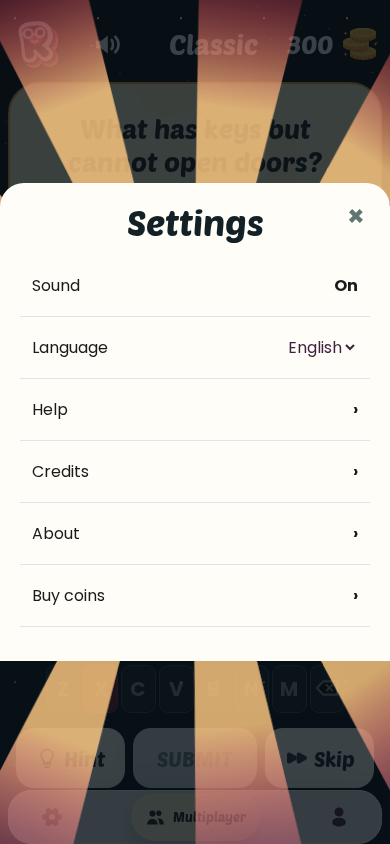 R
Classic
300
What has keys but
cannot open doors?
Settings
✖
Sound
On
Language
English
Help
›
Credits
›
About
›
Buy coins
›
Z X C V B N M
Hint
SUBMIT
Skip
Multiplayer